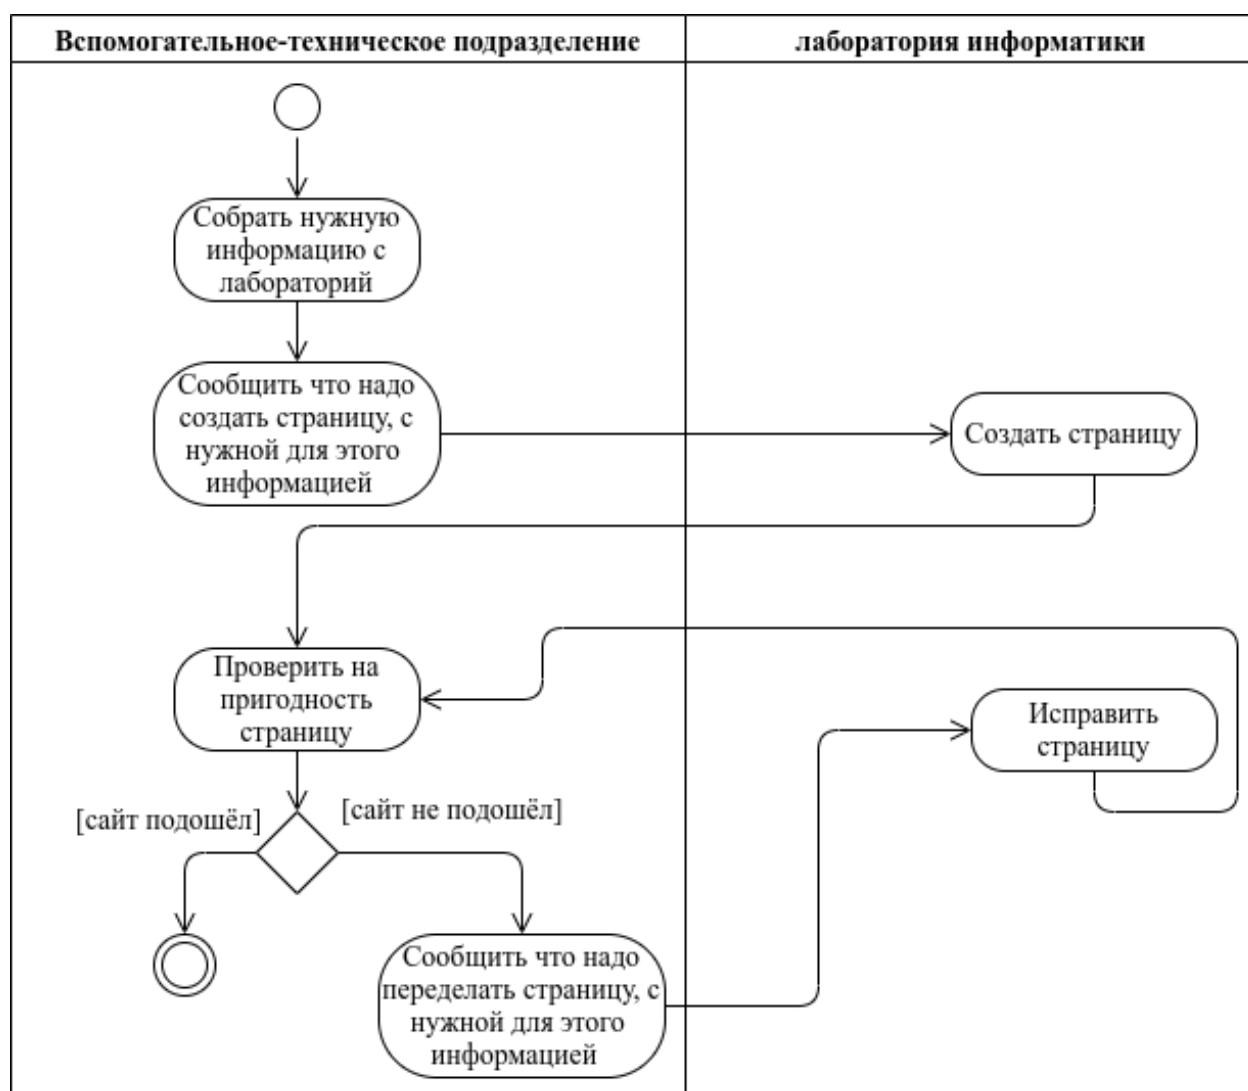 Вспомогательное-техническое подразделение
лаборатория информатики
Собрать нужную
информацию с
лабораторий
Сообщить что надо
создать страницу, с
нужной для этого
информацией
Создать страницу
Проверить на
пригодность
страницу
Исправить
страницу
[сайт подошёл]
[сайт не подошёл]
Сообщить что надо
переделать страницу, с
нужной для этого
информацией